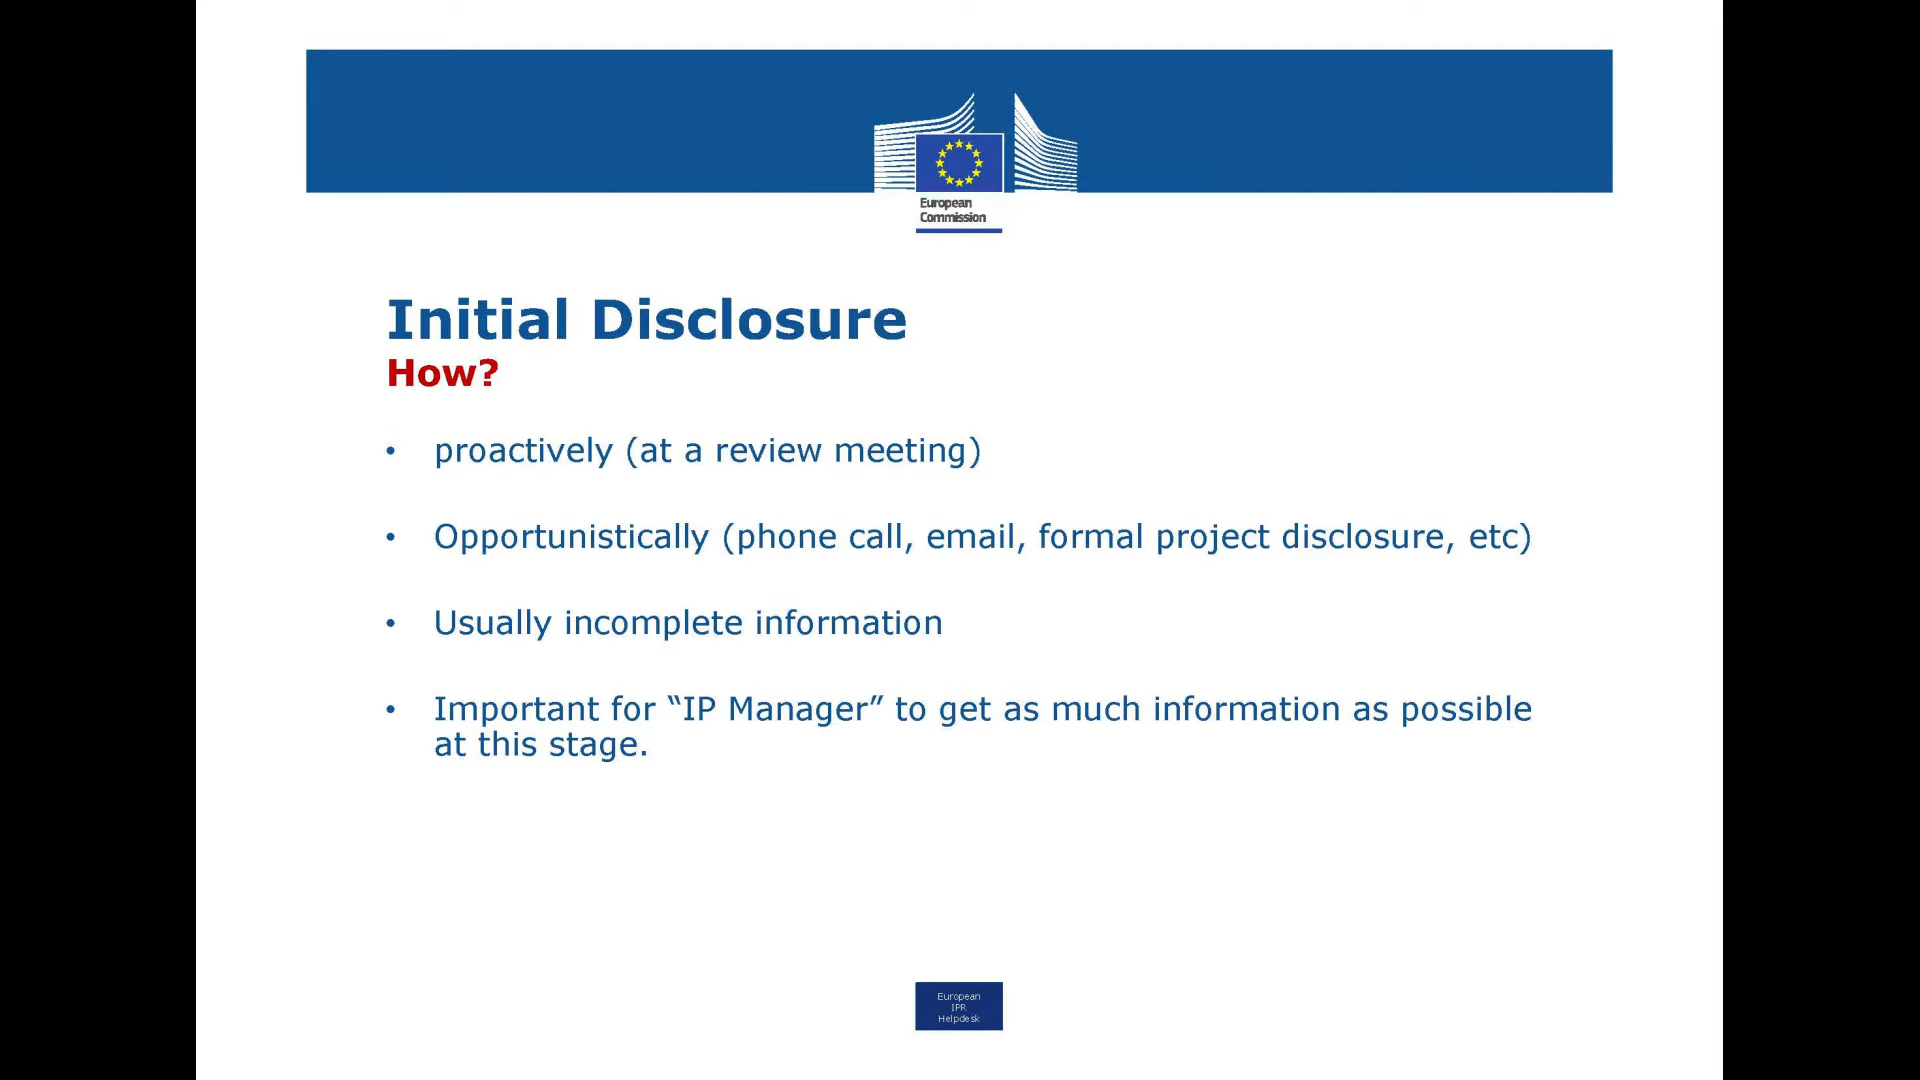 European
Commission
Initial Disclosure
How?
• proactively (at a review meeting)
• Opportunistically (phone call, email, formal project disclosure, etc)
• Usually incomplete information
• Important for “IP Manager” to get as much information as possible
at this stage.
European
IPR
Helpdesk